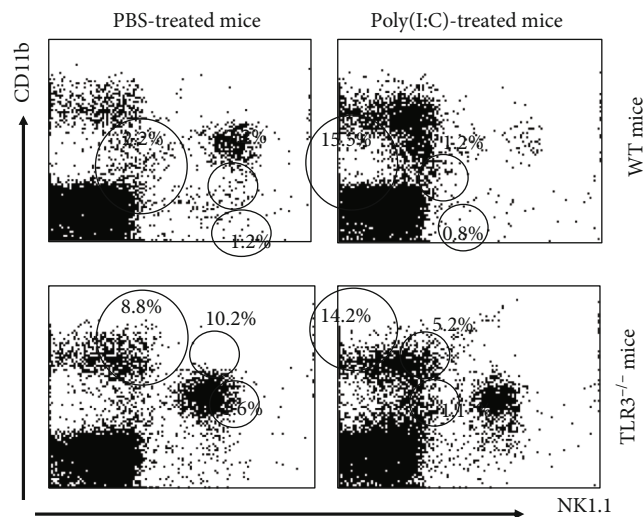 PBS-treated mice
Poly(I:C)-treated mice
CD11b
15.5%
1.2%
WT mice
1.2%
0.8%
8.8%
10.2%
14.2%
5.2%
TLR3−/− mice
NK1.1